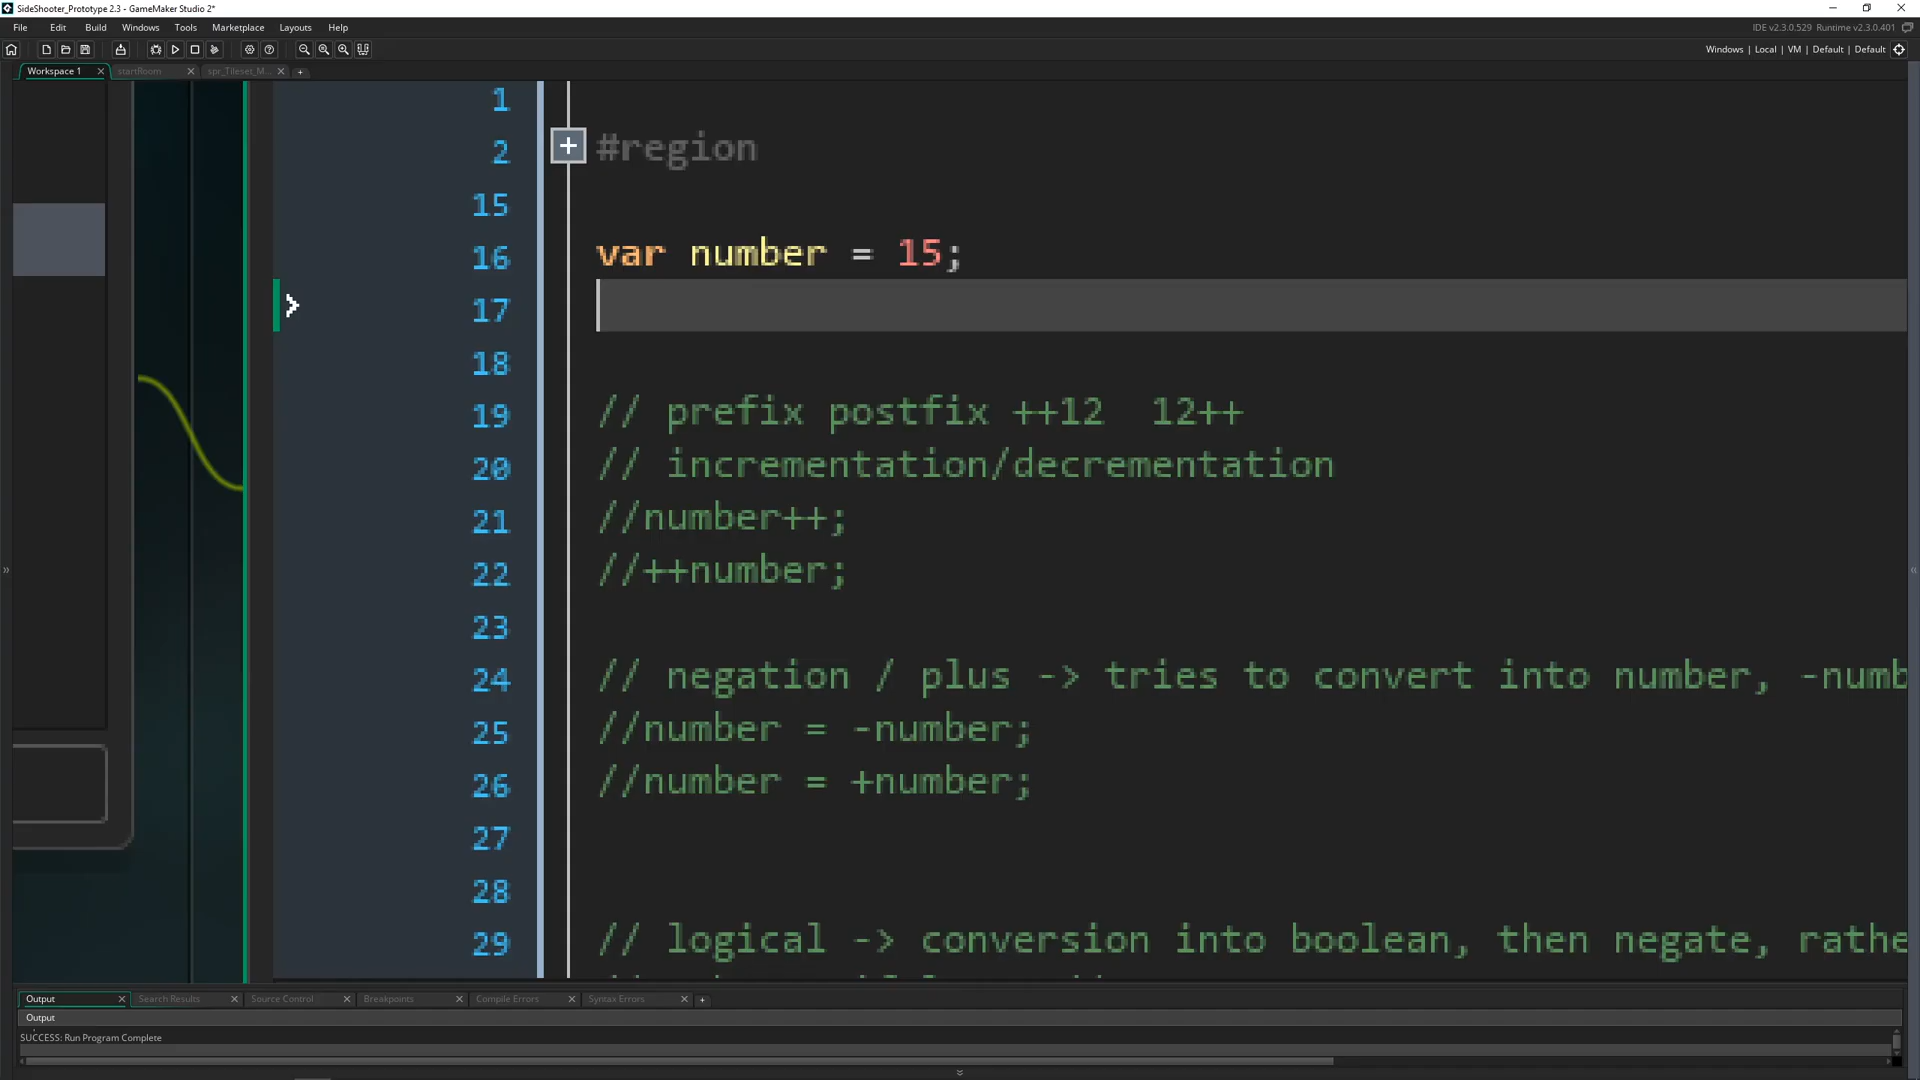 SideShooter_Prototype 2.3 - GameMaker Studio 2*
File Edit Build Windows Tools Marketplace Layouts Help
IDE v2.3.0.529 Runtime v2.3.0.401
Windows | Local | VM | Default | Default
Workspace 1 startRoom spr_Tileset_M...
1
2 #region
15
16 var number = 15;
17
18
19 // prefix postfix ++12 12++
20 // incrementation/decrementation
21 //number++;
22 //++number;
23
24 // negation / plus -> tries to convert into number, -numb
25 //number = -number;
26 //number = +number;
27
28
29 // logical -> conversion into boolean, then negate, rathe
Output Search Results Source Control Breakpoints Compile Errors Syntax Errors
Output
SUCCESS: Run Program Complete